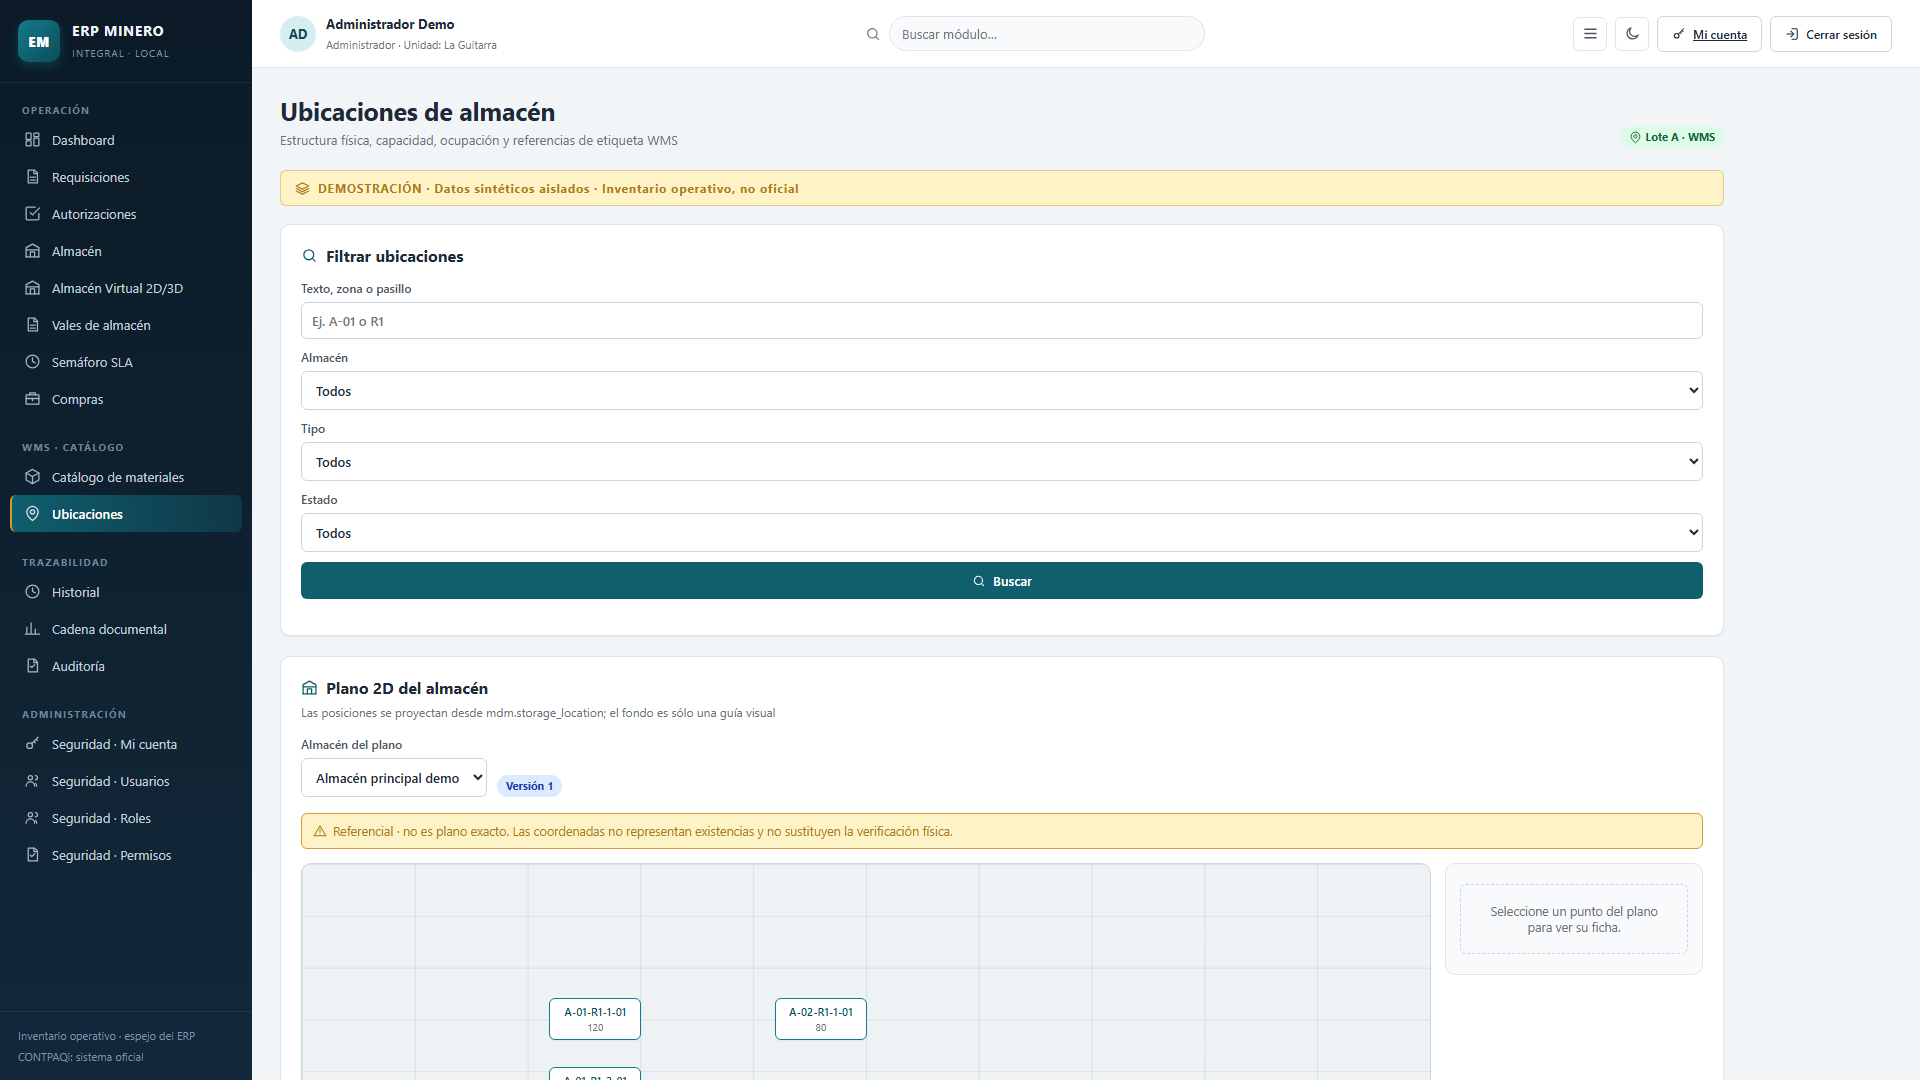 EM
ERP MINERO
INTEGRAL · LOCAL
OPERACIÓN
Dashboard
Requisiciones
Autorizaciones
Almacén
Almacén Virtual 2D/3D
Vales de almacén
Semáforo SLA
Compras
WMS · CATÁLOGO
Catálogo de materiales
Ubicaciones
TRAZABILIDAD
Historial
Cadena documental
Auditoría
ADMINISTRACIÓN
Seguridad · Mi cuenta
Seguridad · Usuarios
Seguridad · Roles
Seguridad · Permisos
Inventario operativo · espejo del ERP
CONTPAQi: sistema oficial
AD
Administrador Demo
Administrador · Unidad: La Guitarra
Buscar módulo...
Mi cuenta
Cerrar sesión
Ubicaciones de almacén
Estructura física, capacidad, ocupación y referencias de etiqueta WMS
Lote A · WMS
DEMOSTRACIÓN · Datos sintéticos aislados · Inventario operativo, no oficial
Filtrar ubicaciones
Texto, zona o pasillo
Ej. A-01 o R1
Almacén
Todos
Tipo
Todos
Estado
Todos
Buscar
Plano 2D del almacén
Las posiciones se proyectan desde mdm.storage_location; el fondo es sólo una guía visual
Almacén del plano
Almacén principal demo
Versión 1
Referencial · no es plano exacto. Las coordenadas no representan existencias y no sustituyen la verificación física.
A-01-R1-1-01
120
A-02-R1-1-01
80
A-01-R1-2-01
Seleccione un punto del plano
para ver su ficha.